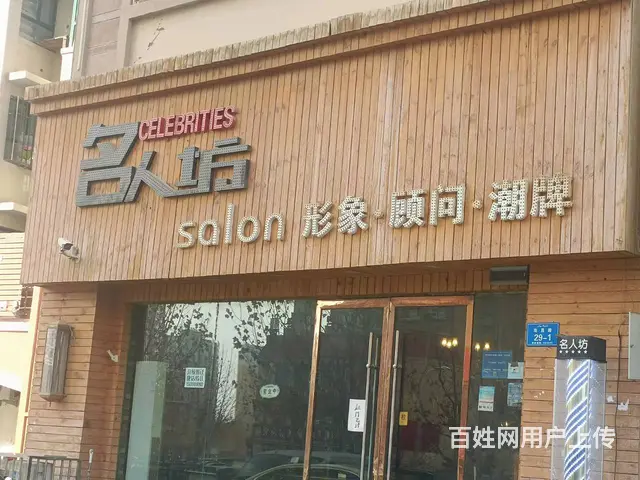 CELEBRITIES
名人坊
salon 形象·顾问·潮牌
29-1
名人坊
百姓网用户上传